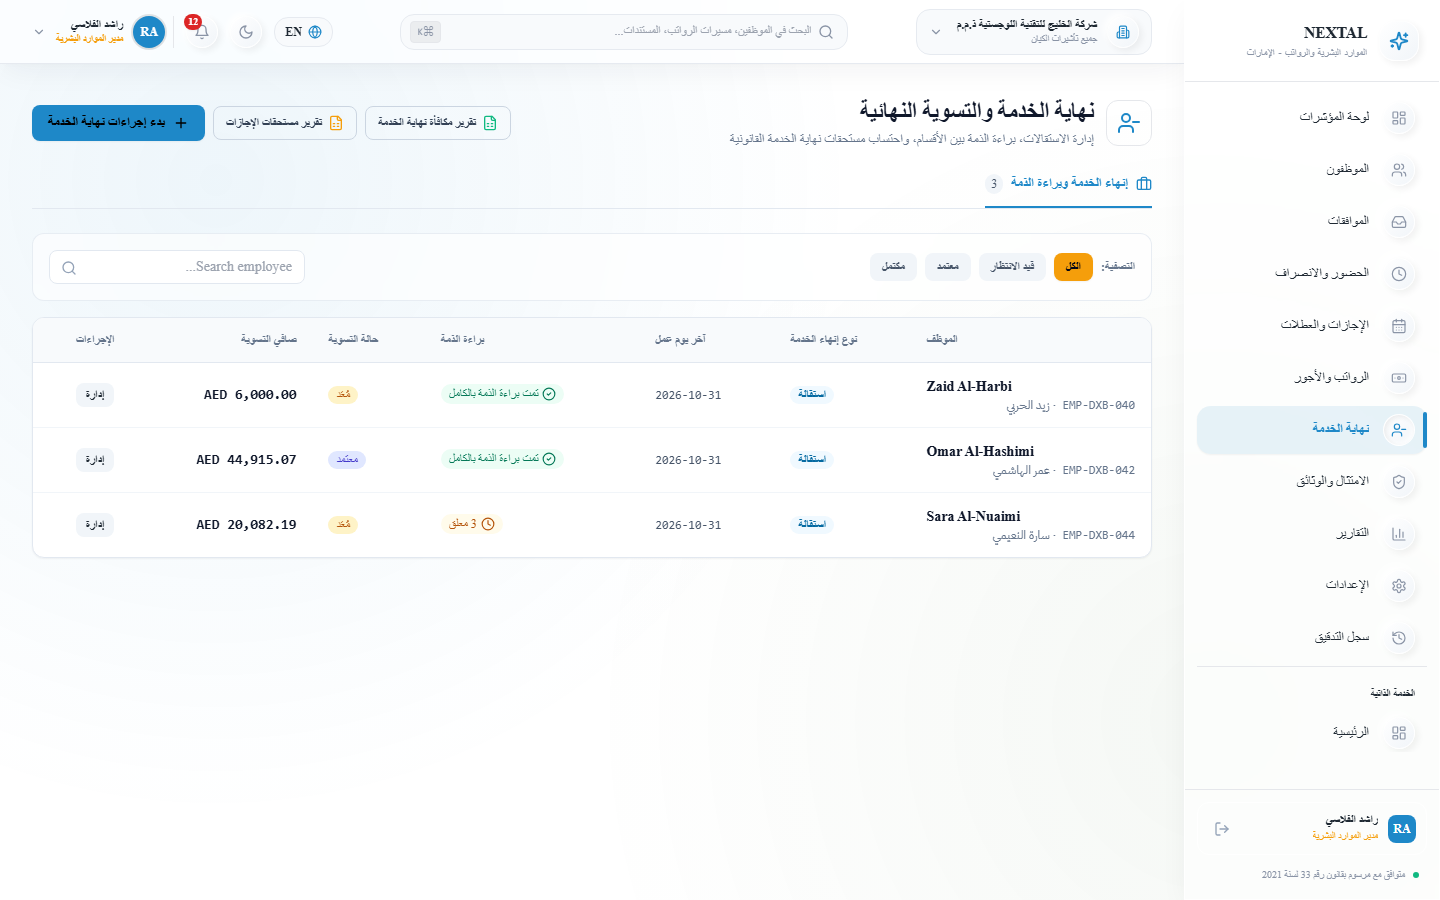 NEXTAL
الموارد البشرية والرواتب - الإمارات
لوحة المؤشرات
الموظفون
الموافقات
الحضور والانصراف
الإجازات والعطلات
الرواتب والأجور
نهاية الخدمة
الامتثال والوثائق
التقارير
الإعدادات
سجل التدقيق
الخدمة الذاتية
الرئيسية
RA
راشد الفلاسي
مدير الموارد البشرية
متوافق مع مرسوم بقانون رقم 33 لسنة 2021
شركة الخليج للتقنية اللوجستية ذ.م.م
جميع تأشيرات الكيان
البحث في الموظفين، مسيرات الرواتب، المستندات...
⌘K
EN
12
RA
راشد الفلاسي
مدير الموارد البشرية
نهاية الخدمة والتسوية النهائية
إدارة الاستقالات، براءة الذمة بين الأقسام، واحتساب مستحقات نهاية الخدمة القانونية
تقرير مكافأة نهاية الخدمة
تقرير مستحقات الإجازات
بدء إجراءات نهاية الخدمة
إنهاء الخدمة وبراءة الذمة 3
التصفية: الكل قيد الانتظار معتمد مكتمل
Search employee...
الموظف نوع إنهاء الخدمة آخر يوم عمل براءة الذمة حالة التسوية صافي التسوية الإجراءات
Zaid Al-Harbi
EMP-DXB-040 · زيد الحربي
استقالة
2026-10-31
تمت براءة الذمة بالكامل
مُعَد
AED 6,000.00
إدارة
Omar Al-Hashimi
EMP-DXB-042 · عمر الهاشمي
استقالة
2026-10-31
تمت براءة الذمة بالكامل
معتمد
AED 44,915.07
إدارة
Sara Al-Nuaimi
EMP-DXB-044 · سارة النعيمي
استقالة
2026-10-31
3 معلق
مُعَد
AED 20,082.19
إدارة